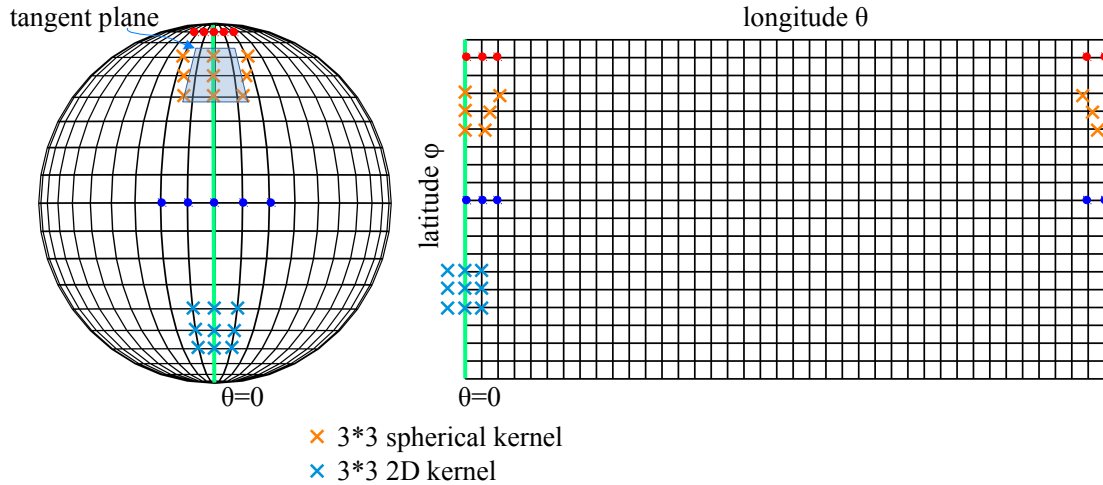 tangent plane
longitude θ
latitude φ
θ=0
θ=0
3*3 spherical kernel
3*3 2D kernel